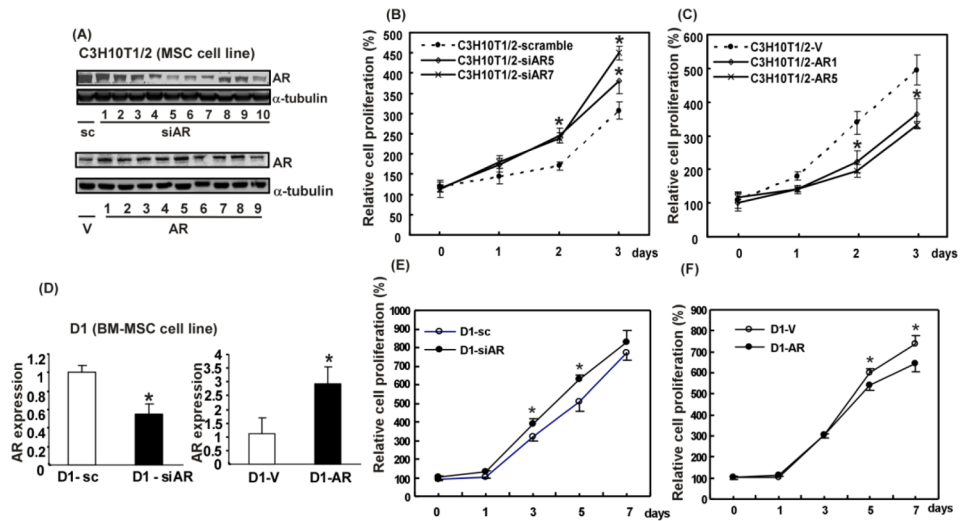 (A)
C3H10T1/2 (MSC cell line)
AR
α-tubulin
1 2 3 4 5 6 7 8 9 10
sc siAR
AR
α-tubulin
1 2 3 4 5 6 7 8 9
V AR
(B)
Relative cell proliferation (%)
500
450
400
350
300
250
200
150
100
50
0
C3H10T1/2-scramble
C3H10T1/2-siAR5
C3H10T1/2-siAR7
*
*
*
0 1 2 3 days
(C)
Relative cell proliferation (%)
600
500
400
300
200
100
0
C3H10T1/2-V
C3H10T1/2-AR1
C3H10T1/2-AR5
*
*
0 1 2 3 days
(D)
D1 (BM-MSC cell line)
AR expression
1.2
1
0.8
0.6
0.4
0.2
0
*
D1- sc D1 - siAR
AR expression
4.5
3.5
3
2.5
1.5
1
0
*
D1-V D1-AR
(E)
Relative cell proliferation (%)
1000
900
800
700
600
500
400
300
200
100
0
D1-sc
D1-siAR
*
*
0 1 3 5 7 days
(F)
Relative cell proliferation (%)
900
800
700
600
500
400
300
200
100
0
D1-V
D1-AR
*
*
0 1 3 5 7 days